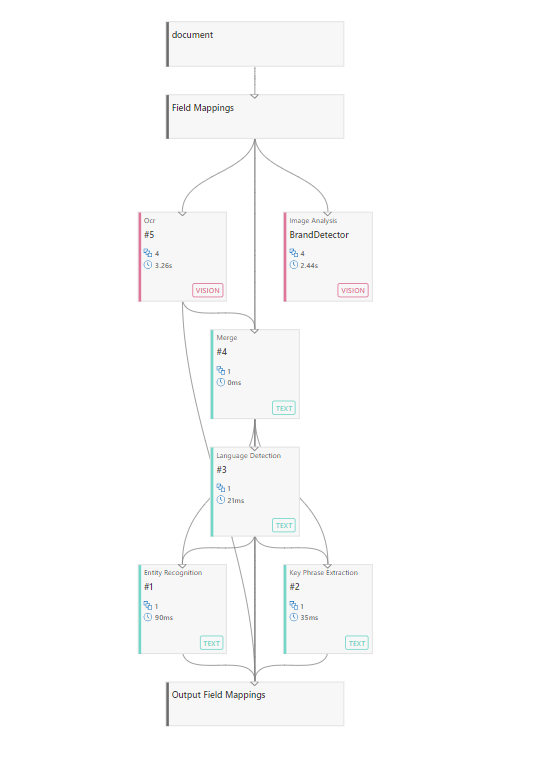 document
Field Mappings
Ocr
#5
4
3.26s
VISION
Image Analysis
BrandDetector
4
2.44s
VISION
Merge
#4
1
0ms
TEXT
Language Detection
#3
1
21ms
TEXT
Entity Recognition
#1
1
90ms
TEXT
Key Phrase Extraction
#2
1
35ms
TEXT
Output Field Mappings